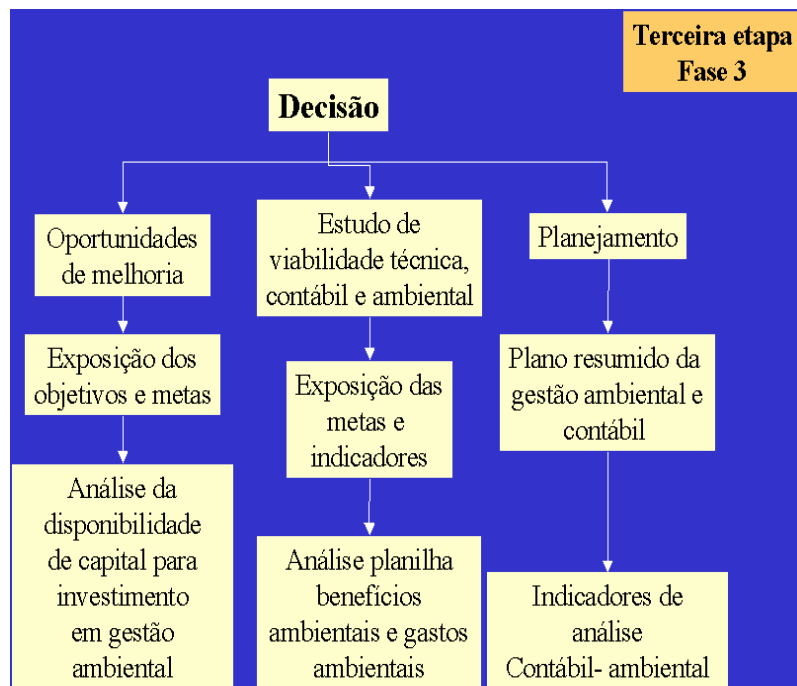 Terceira etapa
Fase 3
Decisão
Oportunidades
de melhoria
Estudo de
viabilidade técnica,
contábil e ambiental
Planejamento
Exposição dos
objetivos e metas
Exposição das
metas e
indicadores
Plano resumido da
gestão ambiental e
contábil
Análise da
disponibilidade
de capital para
investimento
em gestão
ambiental
Análise planilha
benefícios
ambientais e gastos
ambientais
Indicadores de
análise
Contábil- ambiental